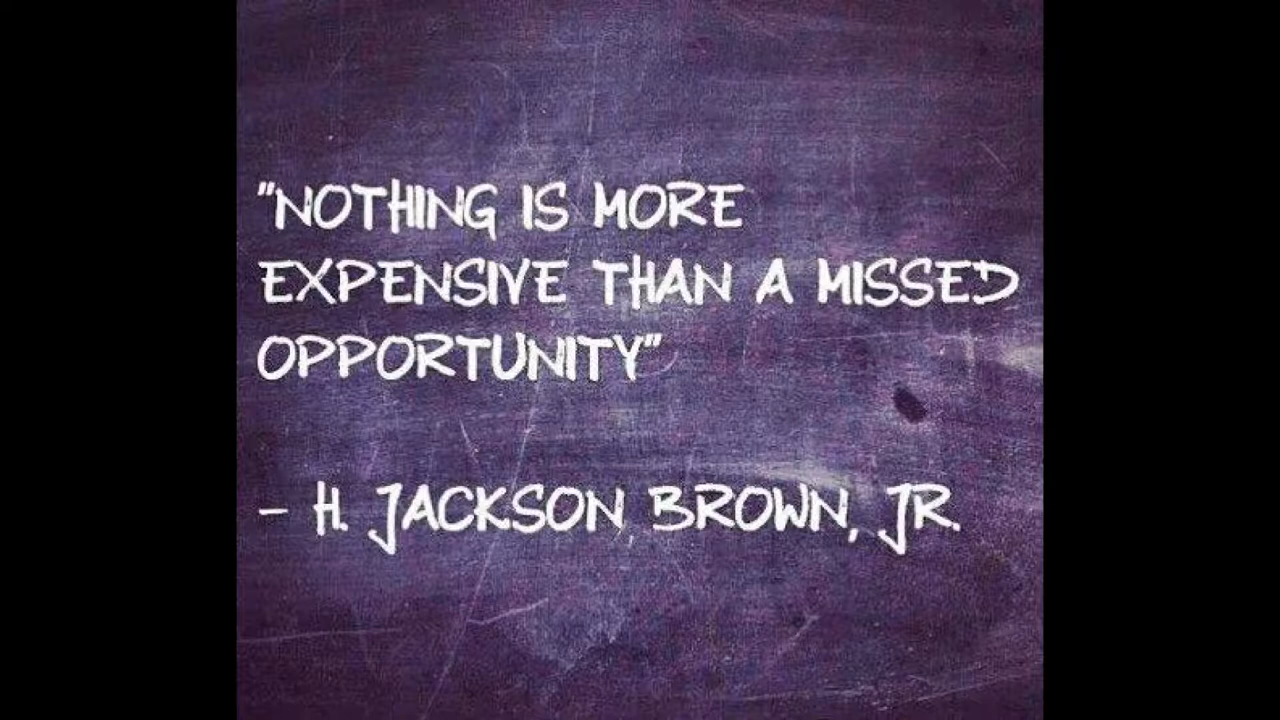 "NOTHING IS MORE
EXPENSIVE THAN A MISSED
OPPORTUNITY"
- H. JACKSON BROWN, JR.